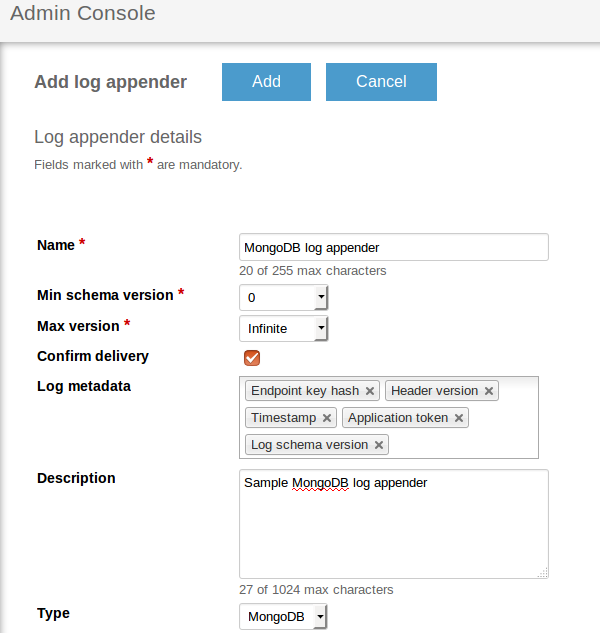 Admin Console
Add log appender Add Cancel
Log appender details
Fields marked with * are mandatory.
Name * MongoDB log appender
20 of 255 max characters
Min schema version * 0
Max version * Infinite
Confirm delivery
Log metadata Endpoint key hash Header version
Timestamp Application token
Log schema version
Description Sample MongoDB log appender
27 of 1024 max characters
Type MongoDB